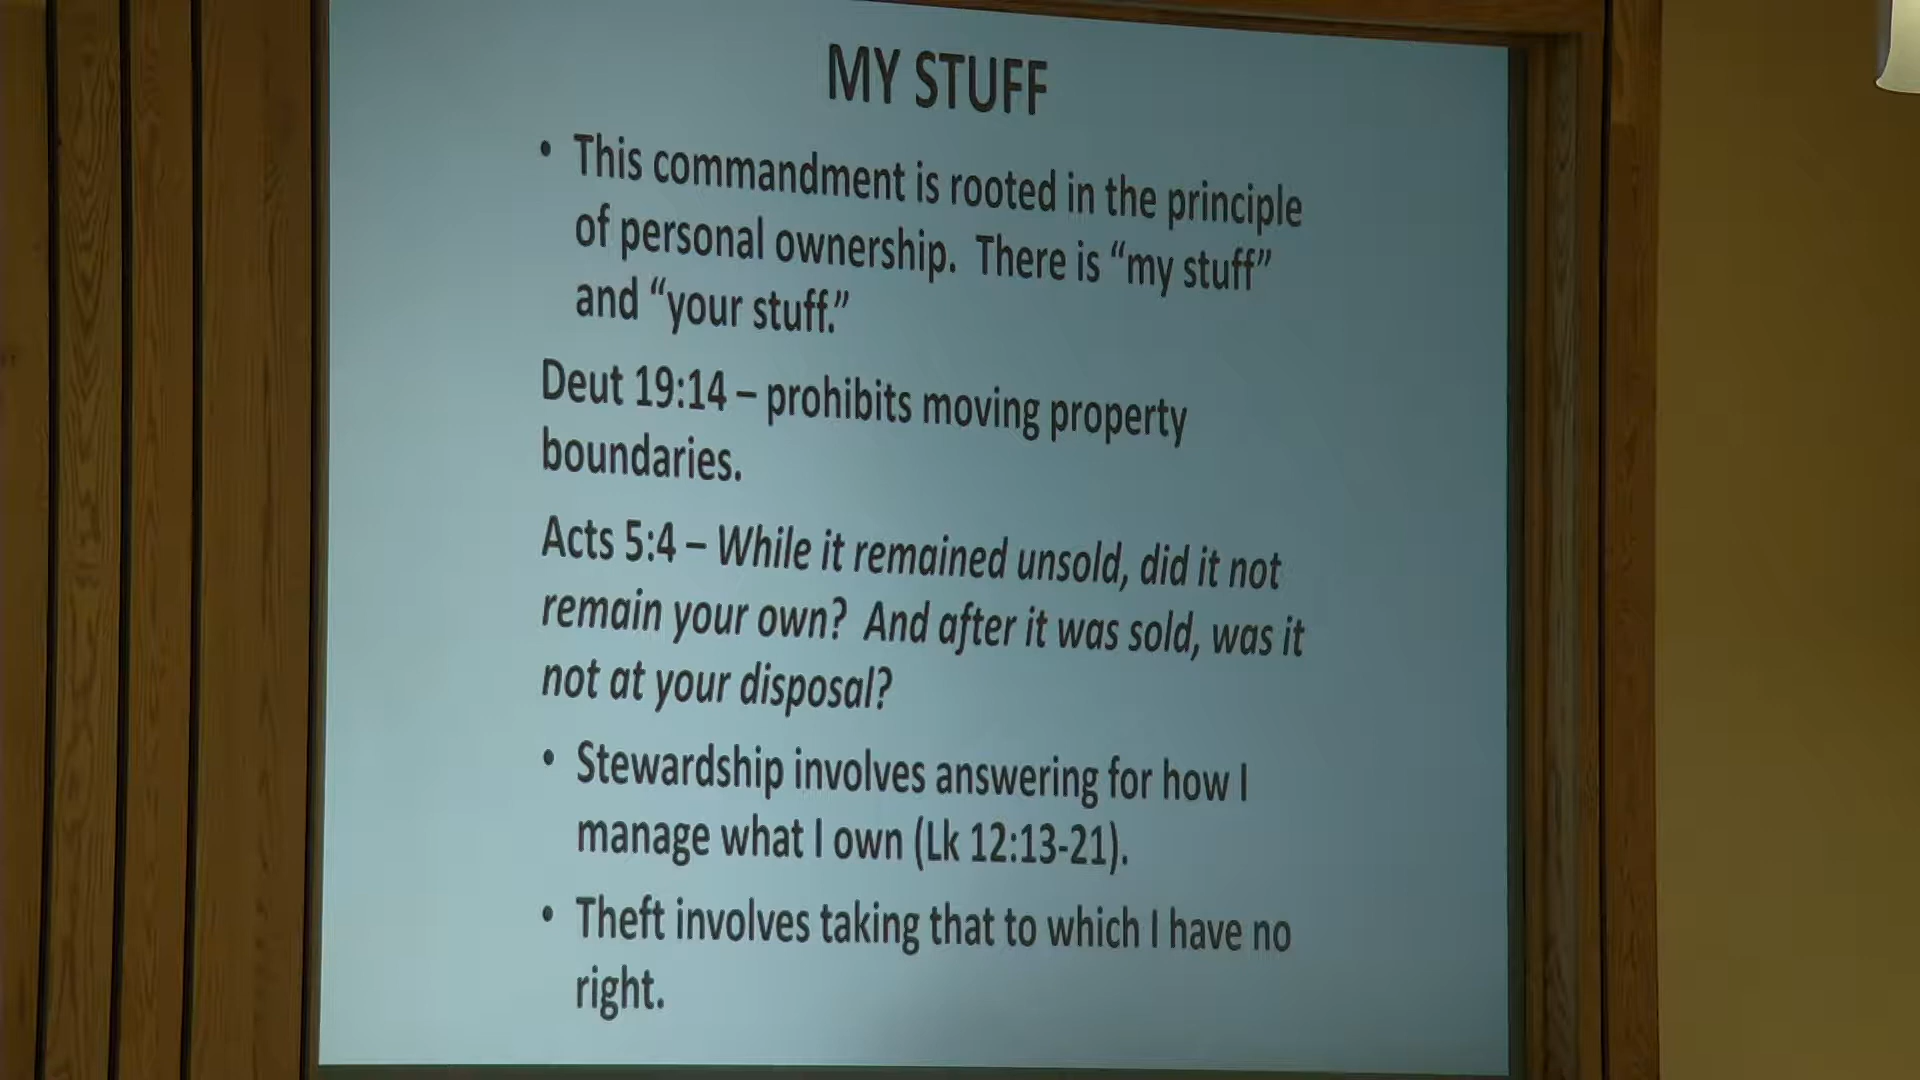 MY STUFF
• This commandment is rooted in the principle
of personal ownership.  There is “my stuff”
and “your stuff.”
Deut 19:14 – prohibits moving property
boundaries.
Acts 5:4 – While it remained unsold, did it not
remain your own?  And after it was sold, was it
not at your disposal?
• Stewardship involves answering for how I
manage what I own (Lk 12:13-21).
• Theft involves taking that to which I have no
right.